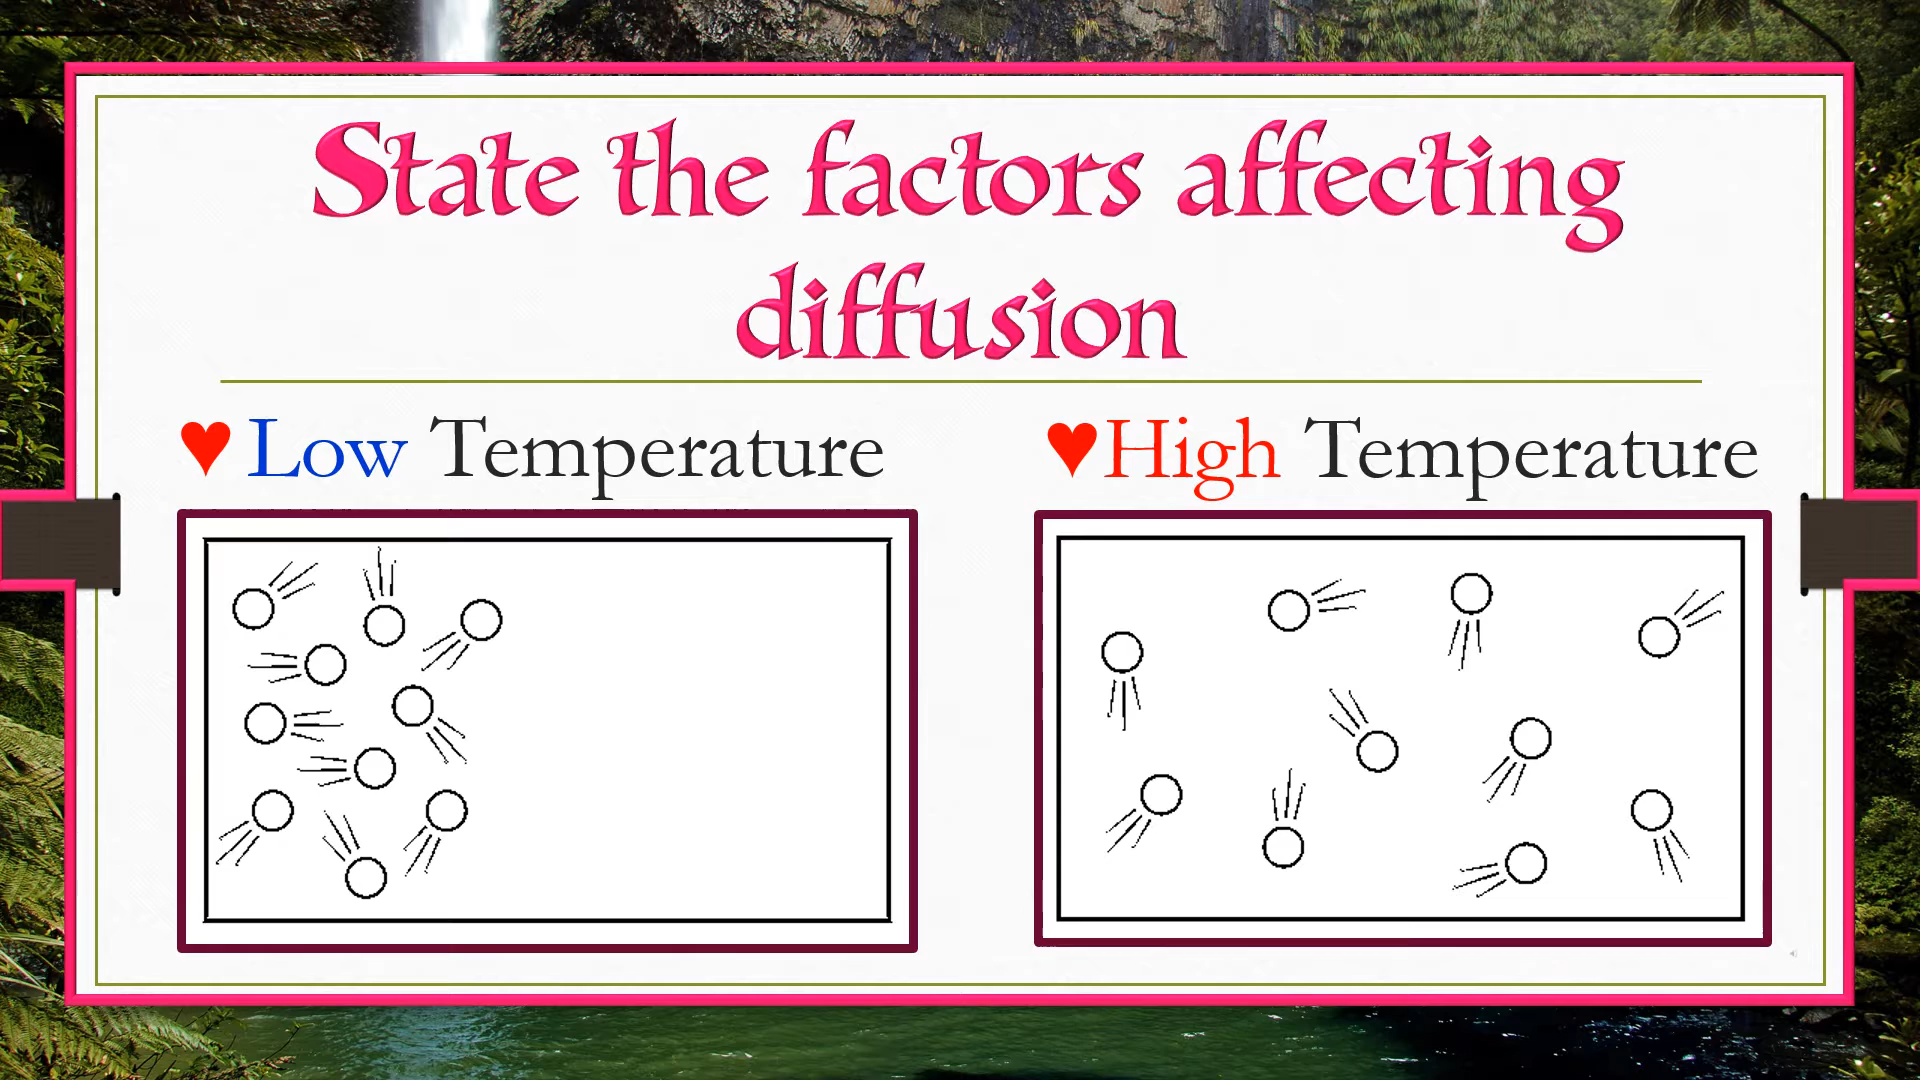 State the factors affecting
diffusion
Low Temperature
High Temperature